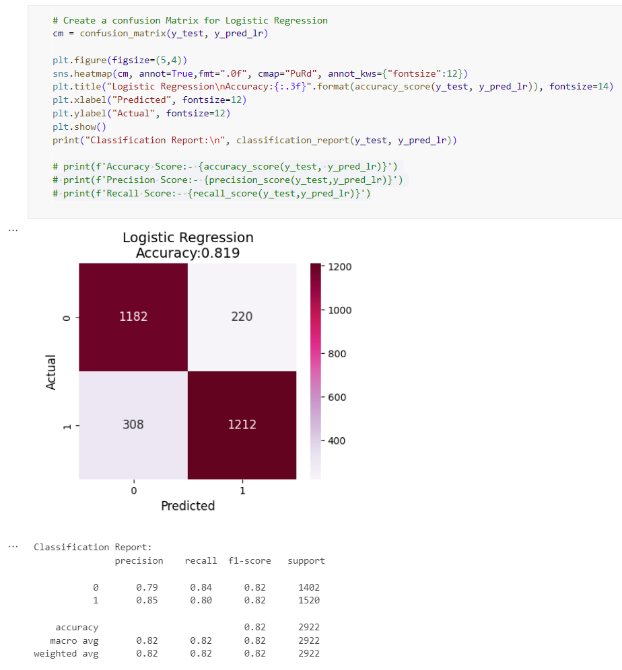 # Create a confusion Matrix for Logistic Regression
cm = confusion_matrix(y_test, y_pred_lr)
plt.figure(figsize=(5,4))
sns.heatmap(cm, annot=True,fmt=".0f", cmap="PuRd", annot_kws={"fontsize":12})
plt.title("Logistic Regression\nAccuracy:{:.3f}".format(accuracy_score(y_test, y_pred_lr)), fontsize=14)
plt.xlabel("Predicted", fontsize=12)
plt.ylabel("Actual", fontsize=12)
plt.show()
print("Classification Report:\n", classification_report(y_test, y_pred_lr))
# print(f'Accuracy Score:- {accuracy_score(y_test, y_pred_lr)}')
# print(f'Precision Score:- {precision_score(y_test,y_pred_lr)}')
# print(f'Recall Score:- {recall_score(y_test,y_pred_lr)}')
...
Logistic Regression
Accuracy:0.819
1200
0 1182 220
1000
800
Actual
600
1 308 1212
400
0 1
Predicted
...
Classification Report:
precision recall f1-score support
0 0.79 0.84 0.82 1402
1 0.85 0.80 0.82 1520
accuracy 0.82 2922
macro avg 0.82 0.82 0.82 2922
weighted avg 0.82 0.82 0.82 2922